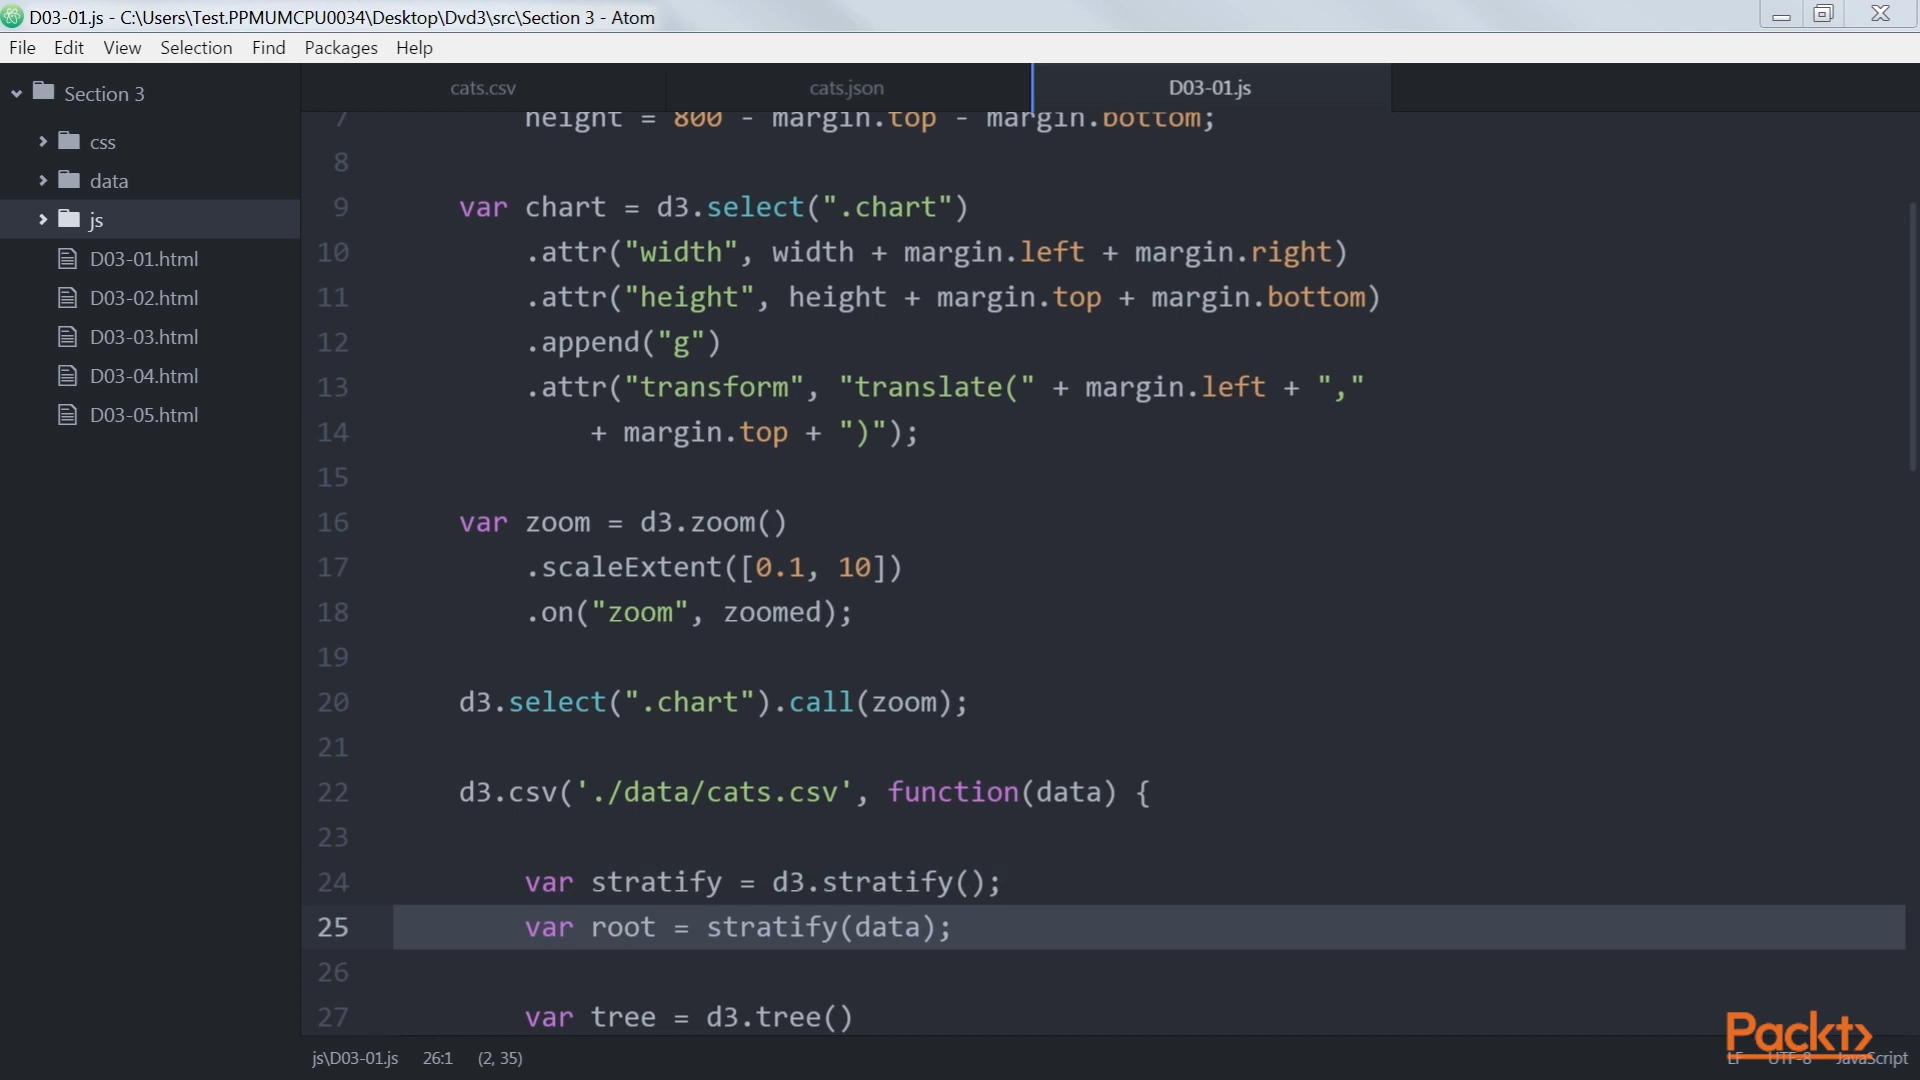 D03-01.js - C:\Users\Test.PPMUMCPU0034\Desktop\Dvd3\src\Section 3 - Atom
File Edit View Selection Find Packages Help
Section 3
css
data
js
D03-01.html
D03-02.html
D03-03.html
D03-04.html
D03-05.html
cats.csv cats.json D03-01.js
7 height = 800 - margin.top - margin.bottom;
8
9 var chart = d3.select(".chart")
10 .attr("width", width + margin.left + margin.right)
11 .attr("height", height + margin.top + margin.bottom)
12 .append("g")
13 .attr("transform", "translate(" + margin.left + ","
14 + margin.top + ")");
15
16 var zoom = d3.zoom()
17 .scaleExtent([0.1, 10])
18 .on("zoom", zoomed);
19
20 d3.select(".chart").call(zoom);
21
22 d3.csv('./data/cats.csv', function(data) {
23
24 var stratify = d3.stratify();
25 var root = stratify(data);
26
27 var tree = d3.tree()
Packt>
js\D03-01.js 26:1 (2, 35) LF UTF-8 JavaScript